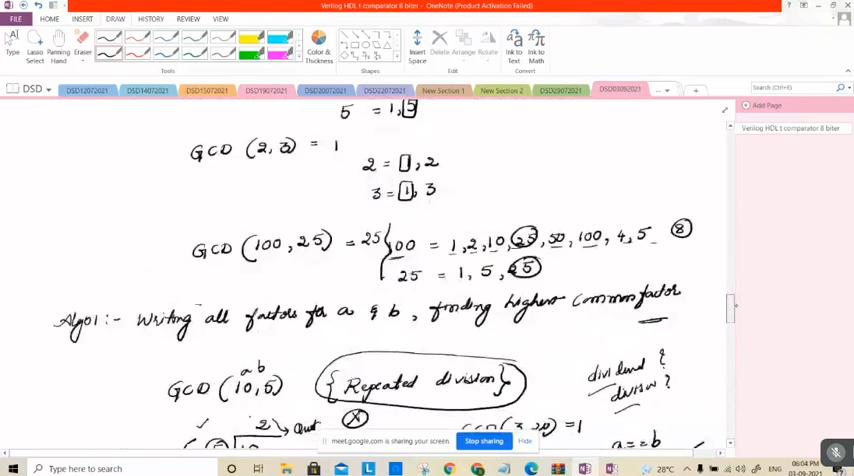 Verilog HDL t comparator 8 biter - OneNote (Product Activation Failed)
FILE HOME INSERT DRAW HISTORY REVIEW VIEW
Type Lasso Select Panning Hand Eraser Color & Thickness Insert Space Delete Arrange Rotate Ink to Text Ink to Math
Tools Shapes Edit Convert
DSD DSD12072021 DSD14072021 DSD15072021 DSD19072021 DSD20072021 DSD22072021 New Section 1 New Section 2 DSD29072021 DSD03092021 Search (Ctrl+E)
Add Page
Verilog HDL t comparator 8 biter
5 = 1, 5
GCD (2, 3) = 1
2 = 1, 2
3 = 1, 3
GCD (100, 25) = 25 { 100 = 1, 2, 10, 25, 50, 100, 4, 5 8
25 = 1, 5, 25
Algo1:- Writing all factors for a & b, finding highest common factor
a b
GCD (10, 5) {Repeated division} dividend ?
divisor ?
2 → Quot
= 1
a == b
meet.google.com is sharing your screen. Stop sharing Hide
Type here to search
28°C ENG 06:04 PM
03-09-2021